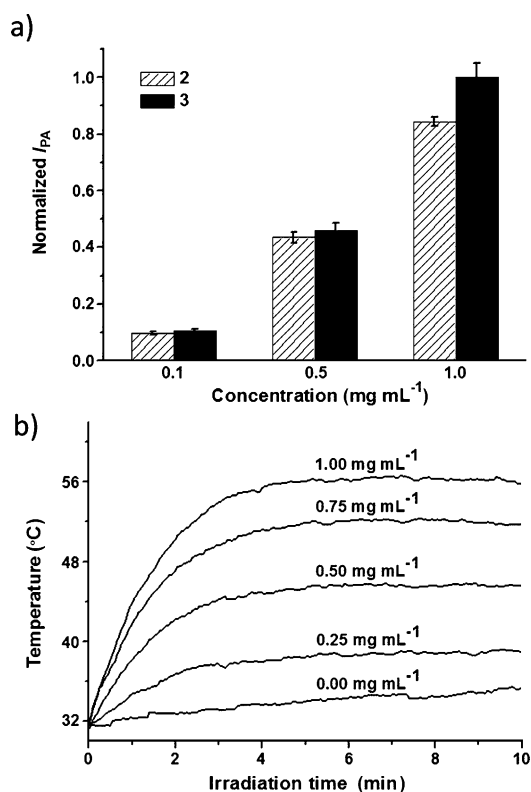 a)
Normalized I_PA
1.0
0.8
0.6
0.4
0.2
0.0
2
3
0.1 0.5 1.0
Concentration (mg mL⁻¹)
b)
Temperature (°C)
56
48
40
32
1.00 mg mL⁻¹
0.75 mg mL⁻¹
0.50 mg mL⁻¹
0.25 mg mL⁻¹
0.00 mg mL⁻¹
0 2 4 6 8 10
Irradiation time (min)